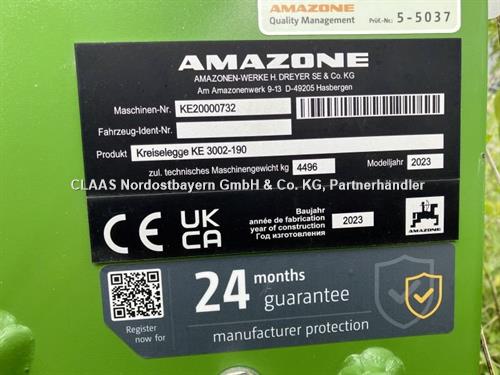 AMAZONE
Quality Management Prüf.-Nr.: 5-5037
AMAZONE
AMAZONEN-WERKE H. DREYER SE & Co. KG
Am Amazonenwerk 9-13 D-49205 Hasbergen
Maschinen-Nr. KE20000732
Fahrzeug-Ident-Nr.
Produkt Kreiselegge KE 3002-190
zul. technisches Maschinengewicht kg 4496 Modelljahr 2023
CLAAS Nordostbayern GmbH & Co. KG, Partnerhändler
CE UK CA
Baujahr
année de fabrication
year of construction
Год изготовления
2023
AMAZONE
24 months
guarantee
manufacturer protection
Register
now for